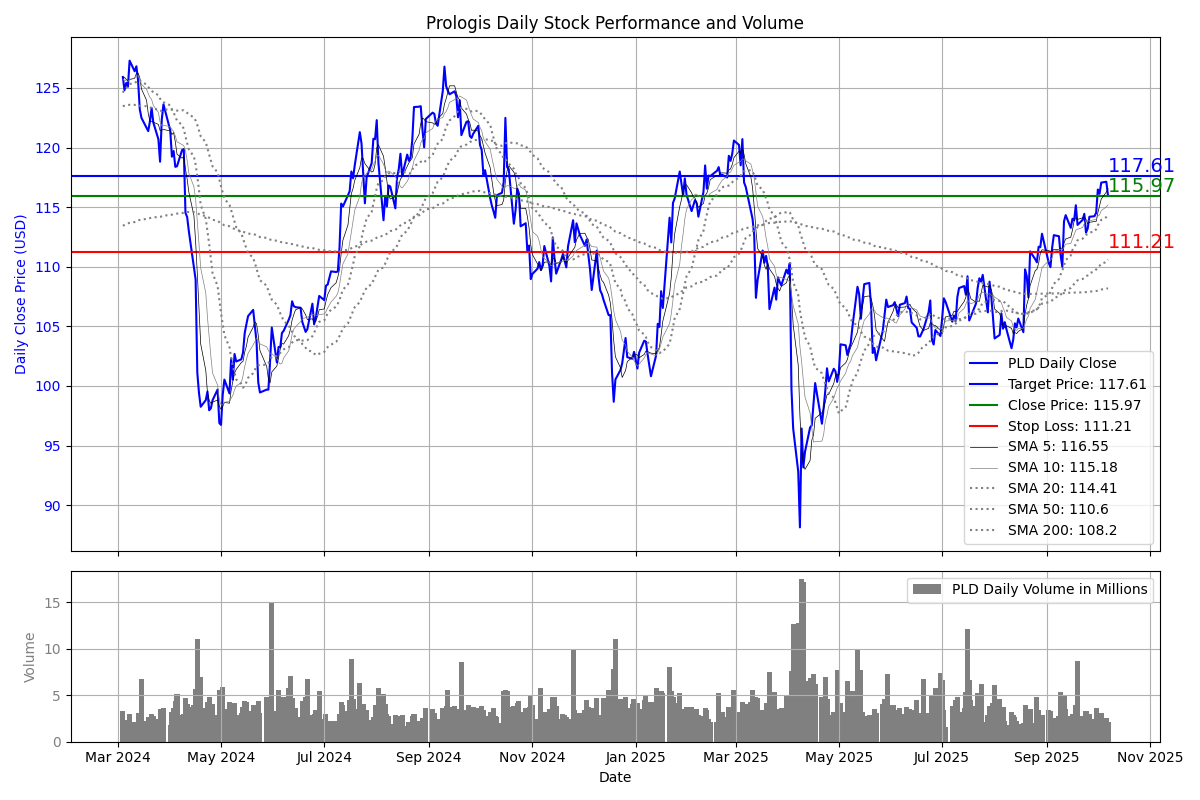 Prologis Daily Stock Performance and Volume
Daily Close Price (USD)
125
120
115
110
105
100
95
90
117.61
115.97
111.21
PLD Daily Close
Target Price: 117.61
Close Price: 115.97
Stop Loss: 111.21
SMA 5: 116.55
SMA 10: 115.18
SMA 20: 114.41
SMA 50: 110.6
SMA 200: 108.2
Volume
15
10
5
0
PLD Daily Volume in Millions
Mar 2024 May 2024 Jul 2024 Sep 2024 Nov 2024 Jan 2025 Mar 2025 May 2025 Jul 2025 Sep 2025 Nov 2025
Date